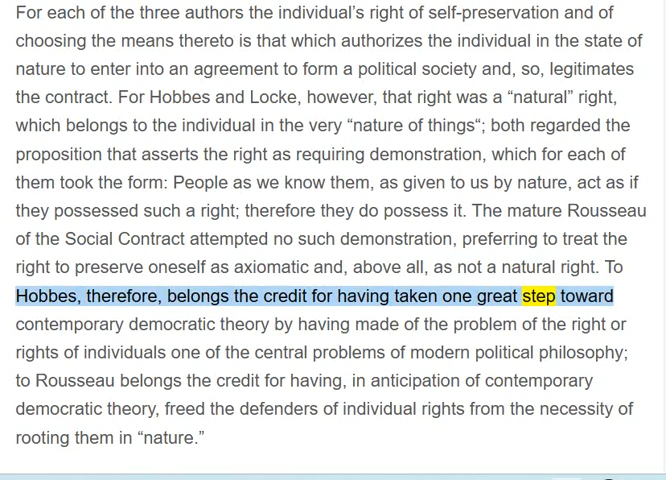 For each of the three authors the individual’s right of self-preservation and of
choosing the means thereto is that which authorizes the individual in the state of
nature to enter into an agreement to form a political society and, so, legitimates
the contract. For Hobbes and Locke, however, that right was a “natural” right,
which belongs to the individual in the very “nature of things“; both regarded the
proposition that asserts the right as requiring demonstration, which for each of
them took the form: People as we know them, as given to us by nature, act as if
they possessed such a right; therefore they do possess it. The mature Rousseau
of the Social Contract attempted no such demonstration, preferring to treat the
right to preserve oneself as axiomatic and, above all, as not a natural right. To
Hobbes, therefore, belongs the credit for having taken one great step toward
contemporary democratic theory by having made of the problem of the right or
rights of individuals one of the central problems of modern political philosophy;
to Rousseau belongs the credit for having, in anticipation of contemporary
democratic theory, freed the defenders of individual rights from the necessity of
rooting them in “nature.”